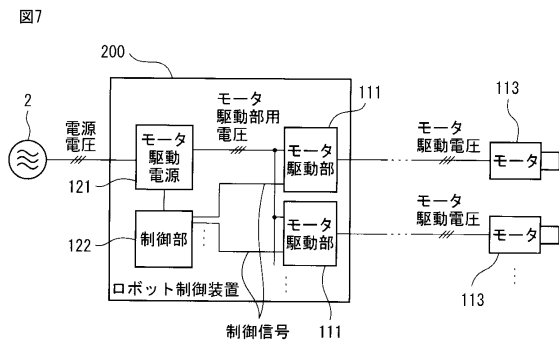 図7
200
2
電源
電圧
モータ
駆動部用
電圧
111
113
モータ
駆動
電源
121
モータ
駆動部
モータ
駆動電圧
モータ
122
制御部
モータ
駆動部
モータ
駆動電圧
モータ
113
ロボット制御装置
制御信号
111